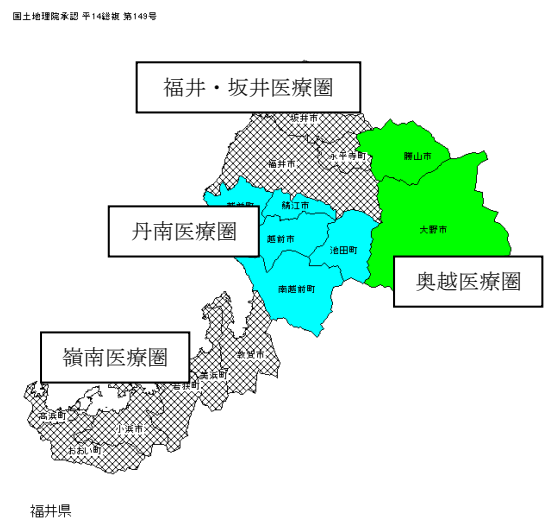 国土地理院承認 平14総複 第149号
福井・坂井医療圏
坂井市
永平寺町
勝山市
福井市
越前町
鯖江市
丹南医療圏
越前市
池田町
大野市
奥越医療圏
南越前町
嶺南医療圏
敦賀市
美浜町
若狭町
高浜町
小浜市
おおい町
福井県